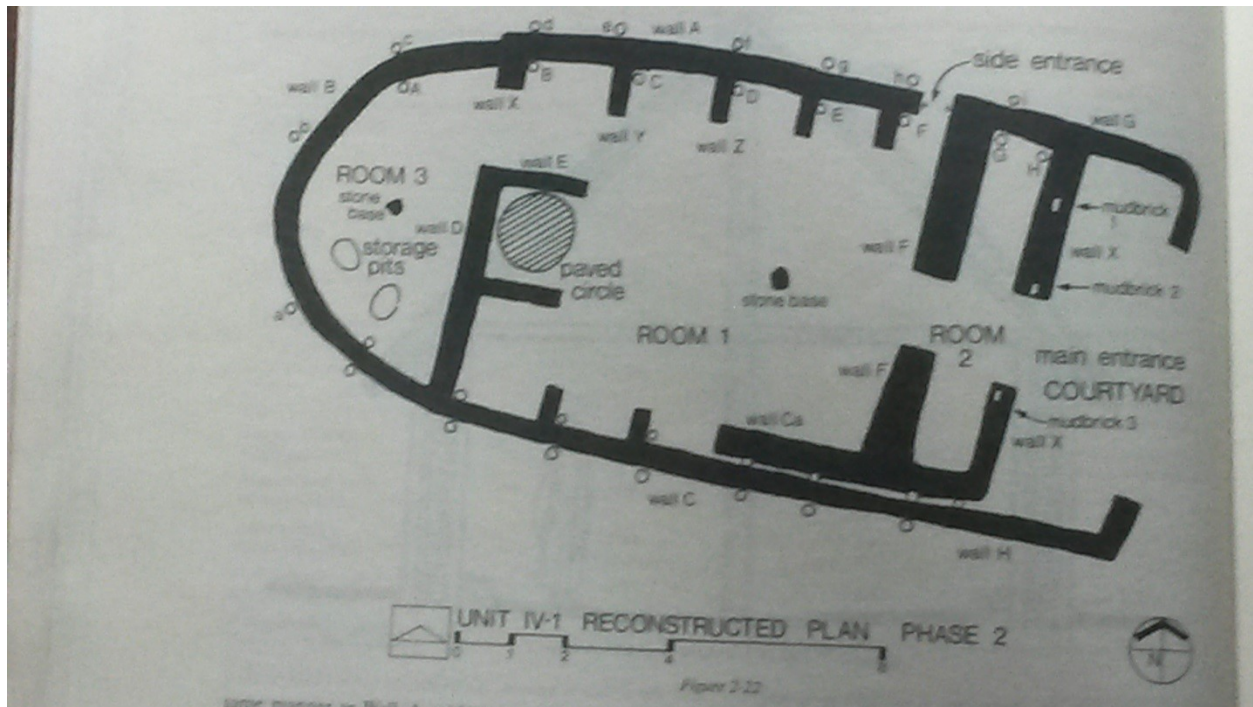 d
e
wall A
f
c
g
side entrance
h
B
C
wall B
A
D
i
wall X
E
wall G
F
b
wall Y
wall Z
G
H
wall E
ROOM 3
stone
base
mudbrick
1
wall D
storage
pits
wall F
wall X
paved
circle
stone base
mudbrick 2
a
ROOM 1
ROOM
2
main entrance
wall F
COURTYARD
wall Ca
mudbrick 3
wall X
wall C
wall H
UNIT IV-1 RECONSTRUCTED PLAN PHASE 2
0 1 2 4 8
N
Figure 2-22